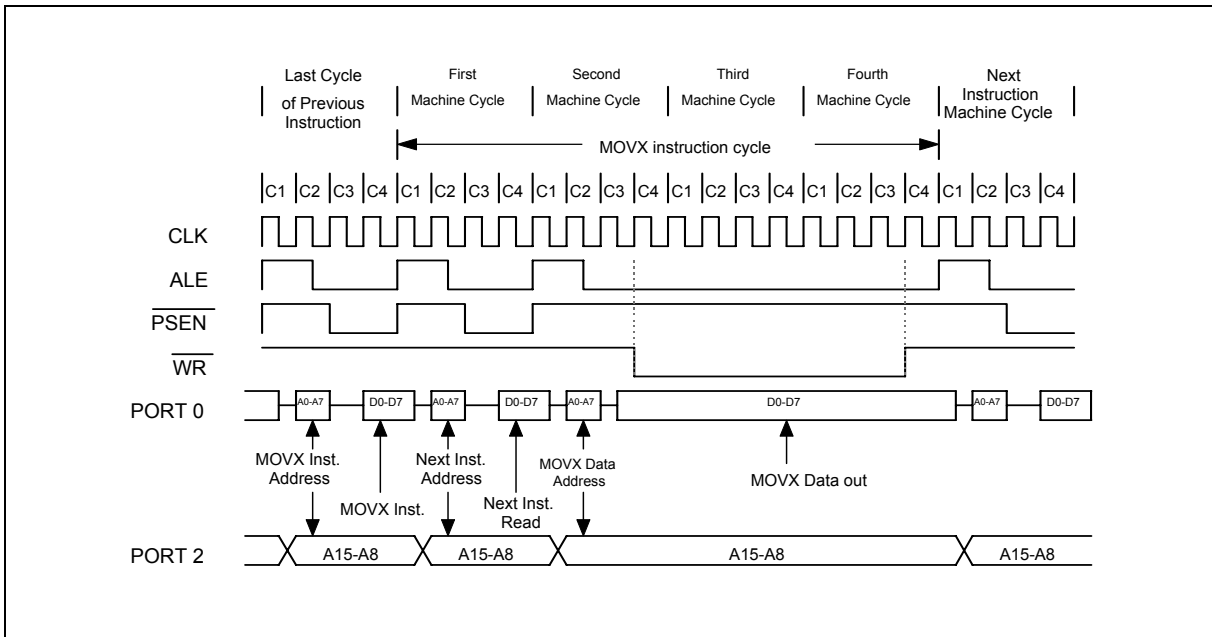 Last Cycle
of Previous
Instruction
First
Machine Cycle
Second
Machine Cycle
Third
Machine Cycle
Fourth
Machine Cycle
Next
Instruction
Machine Cycle
MOVX instruction cycle
C1 C2 C3 C4 C1 C2 C3 C4 C1 C2 C3 C4 C1 C2 C3 C4 C1 C2 C3 C4 C1 C2 C3 C4
CLK
ALE
PSEN
WR
PORT 0
A0-A7 D0-D7 A0-A7 D0-D7 A0-A7 D0-D7 A0-A7 D0-D7
MOVX Inst.
Address
MOVX Inst.
Next Inst.
Address
Next Inst.
Read
MOVX Data
Address
MOVX Data out
PORT 2
A15-A8 A15-A8 A15-A8 A15-A8